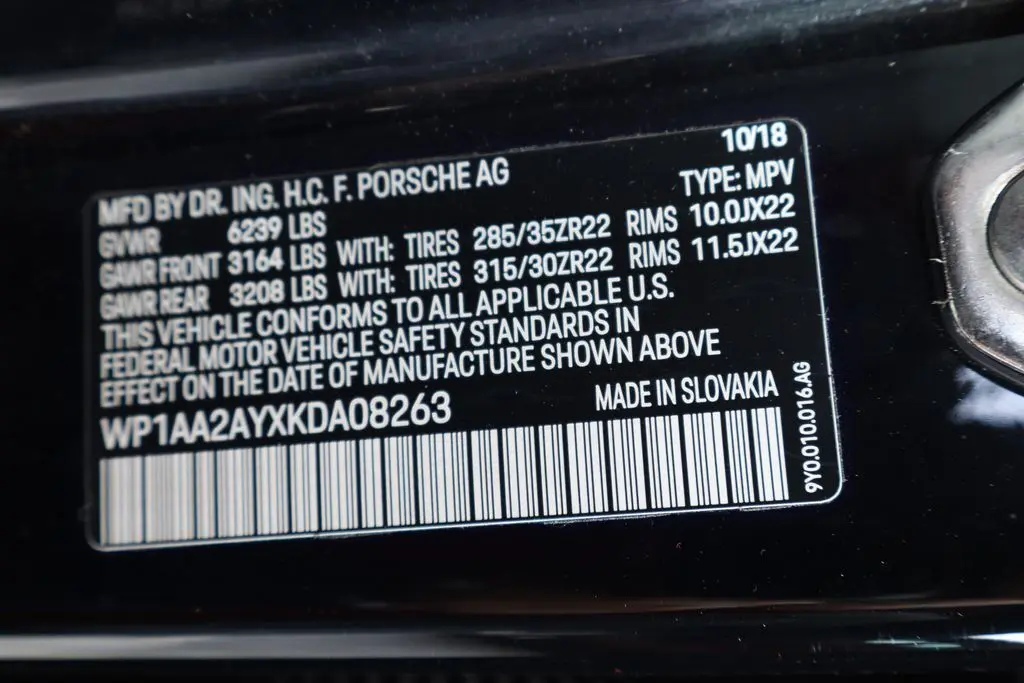 10/18
MFD BY DR. ING. H.C. F. PORSCHE AG
TYPE: MPV
GVWR 6239 LBS
GAWR FRONT 3164 LBS WITH: TIRES 285/35ZR22 RIMS 10.0JX22
GAWR REAR 3208 LBS WITH: TIRES 315/30ZR22 RIMS 11.5JX22
THIS VEHICLE CONFORMS TO ALL APPLICABLE U.S.
FEDERAL MOTOR VEHICLE SAFETY STANDARDS IN
EFFECT ON THE DATE OF MANUFACTURE SHOWN ABOVE
WP1AA2AYXKDA08263
MADE IN SLOVAKIA
9Y0.010.016.AG